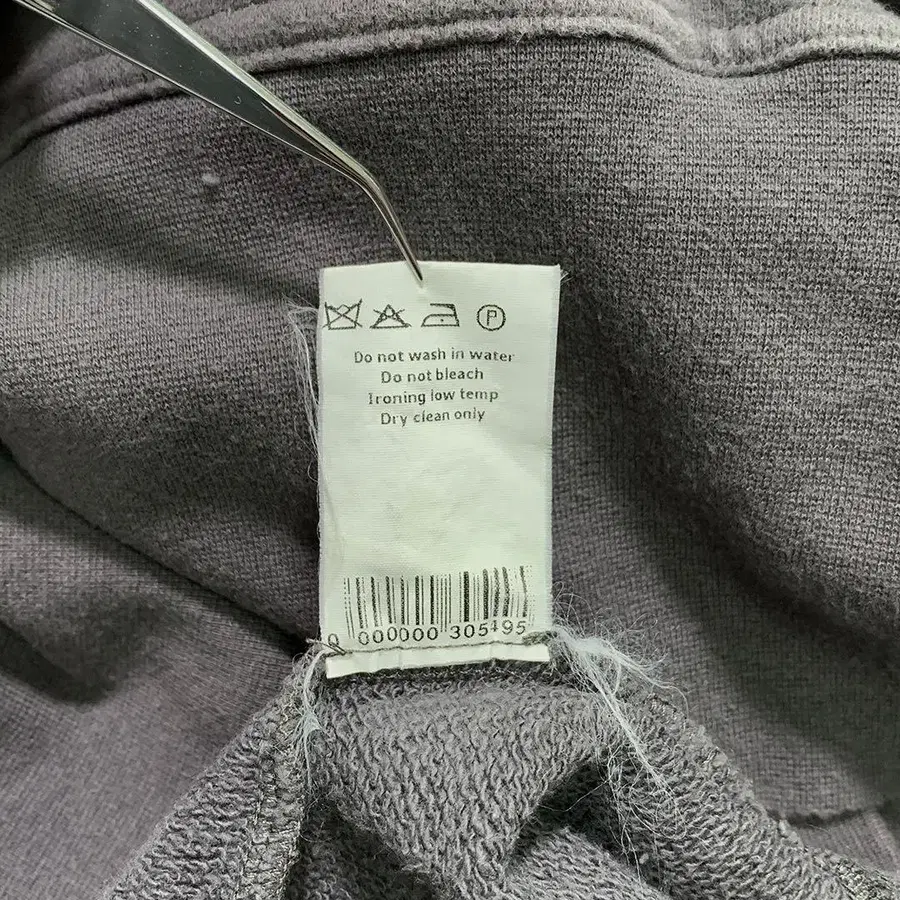 P
Do not wash in water
Do not bleach
Ironing low temp
Dry clean only
0 000000 305495